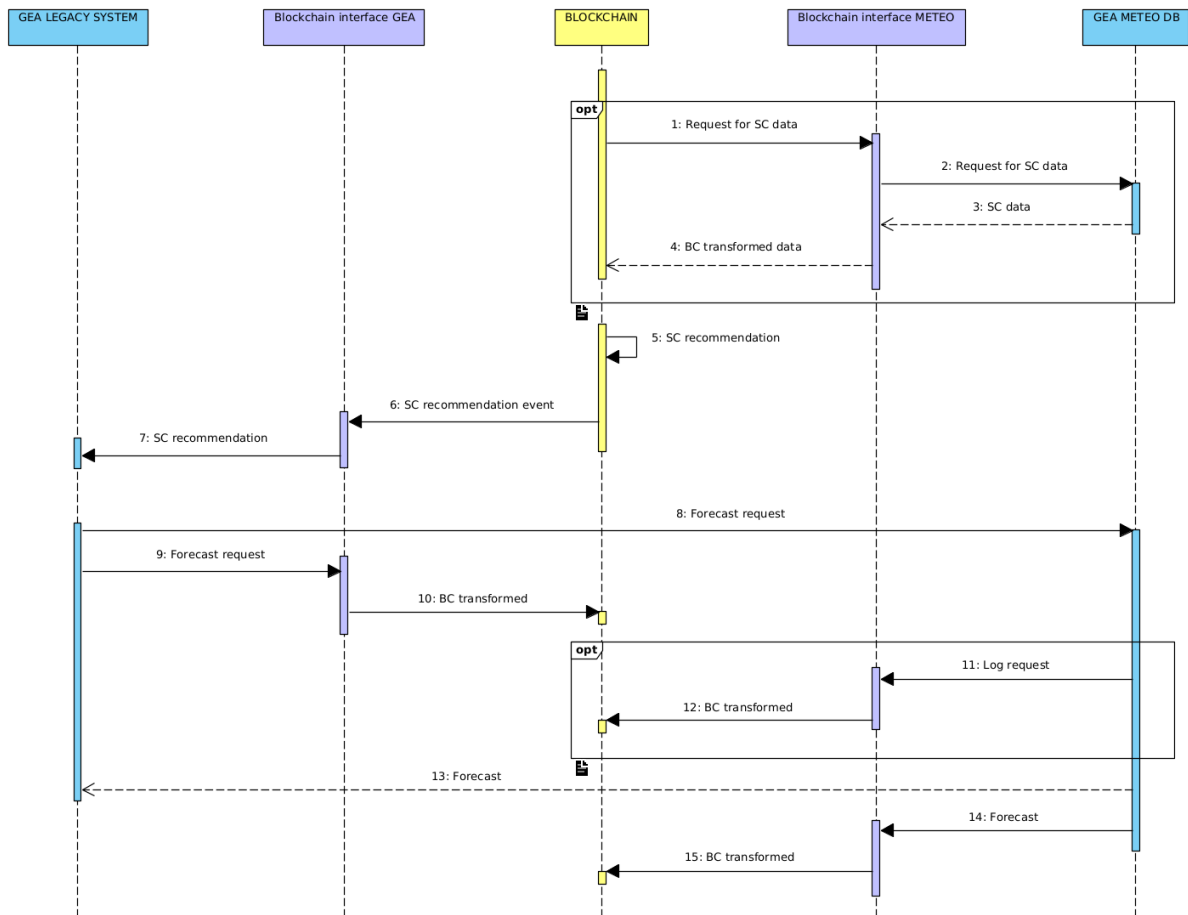 GEA LEGACY SYSTEM
Blockchain interface GEA
BLOCKCHAIN
Blockchain interface METEO
GEA METEO DB
opt
1: Request for SC data
2: Request for SC data
3: SC data
4: BC transformed data
5: SC recommendation
6: SC recommendation event
7: SC recommendation
8: Forecast request
9: Forecast request
10: BC transformed
opt
11: Log request
12: BC transformed
13: Forecast
14: Forecast
15: BC transformed